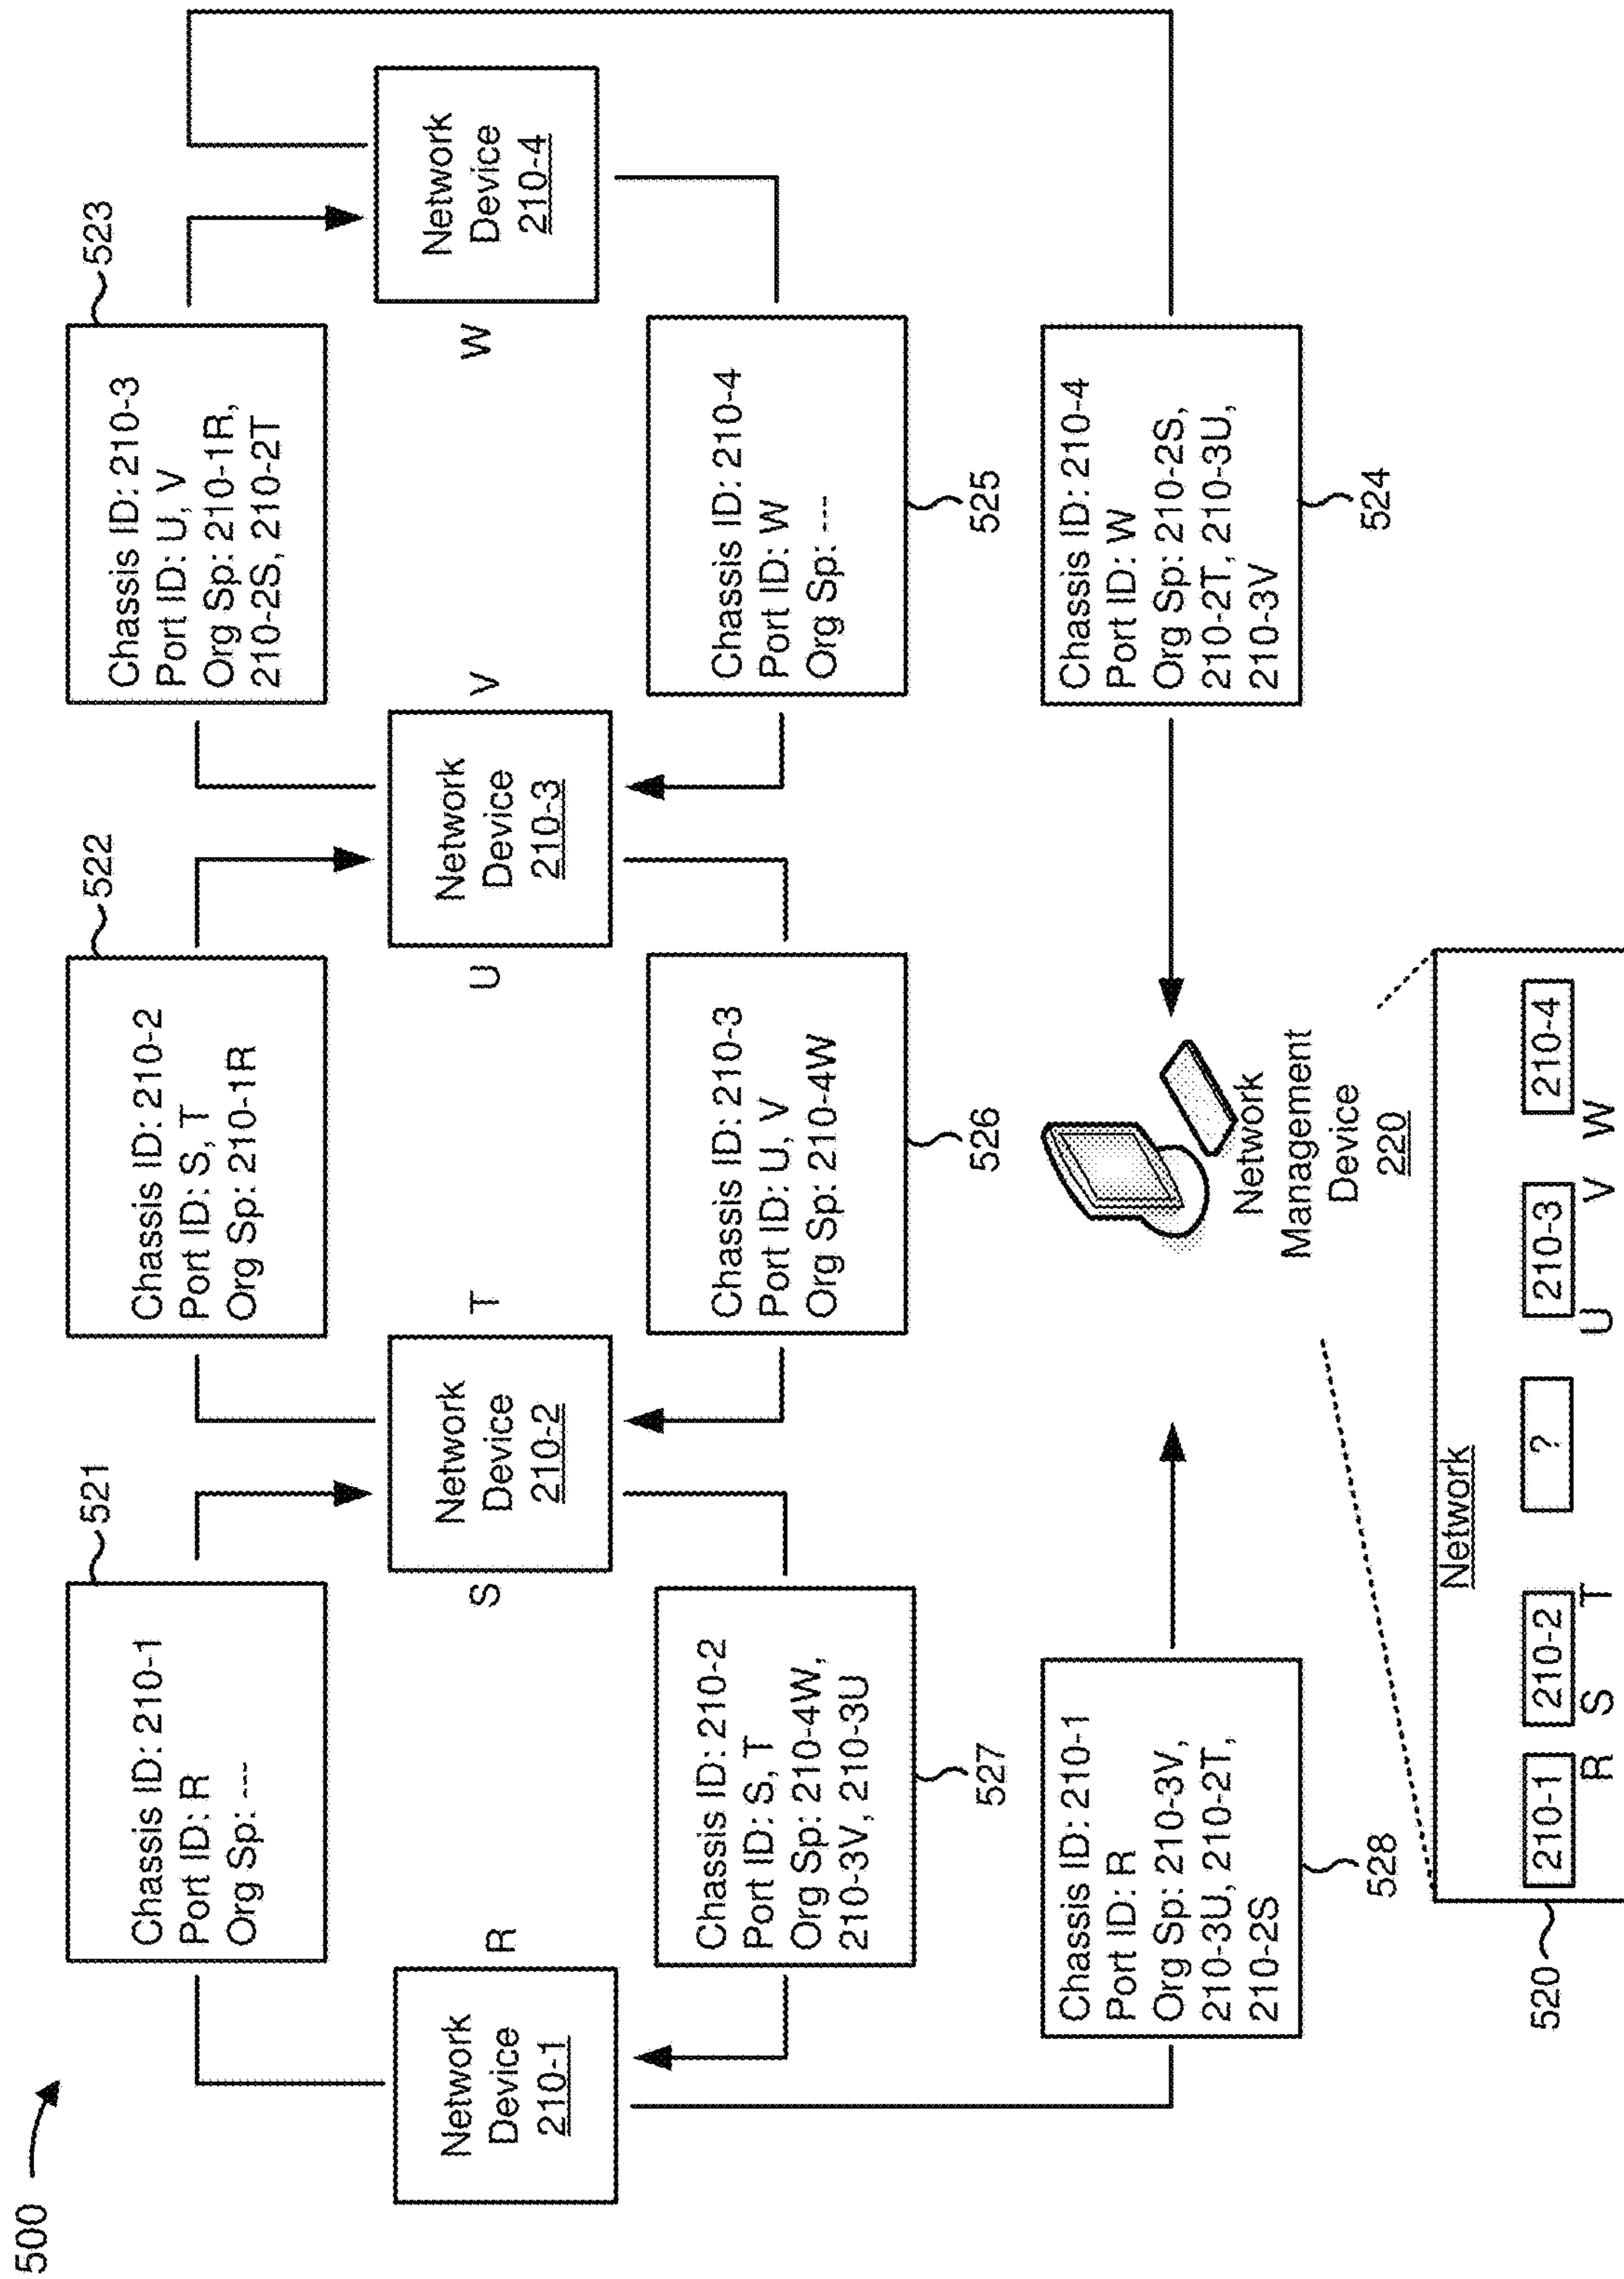 500
521
Chassis ID: 210-1
Port ID: R
Org Sp: ---
522
Chassis ID: 210-2
Port ID: S, T
Org Sp: 210-1R
523
Chassis ID: 210-3
Port ID: U, V
Org Sp: 210-1R,
210-2S, 210-2T
Network
Device
210-1
R
S
Network
Device
210-2
T
U
Network
Device
210-3
V
W
Network
Device
210-4
Chassis ID: 210-2
Port ID: S, T
Org Sp: 210-4W,
210-3V, 210-3U
527
Chassis ID: 210-3
Port ID: U, V
Org Sp: 210-4W
526
Chassis ID: 210-4
Port ID: W
Org Sp: ---
525
Chassis ID: 210-1
Port ID: R
Org Sp: 210-3V,
210-3U, 210-2T,
210-2S
528
Network
Management
Device
220
Chassis ID: 210-4
Port ID: W
Org Sp: 210-2S,
210-2T, 210-3U,
210-3V
524
520
Network
210-1 210-2 ? 210-3 210-4
R S T U V W